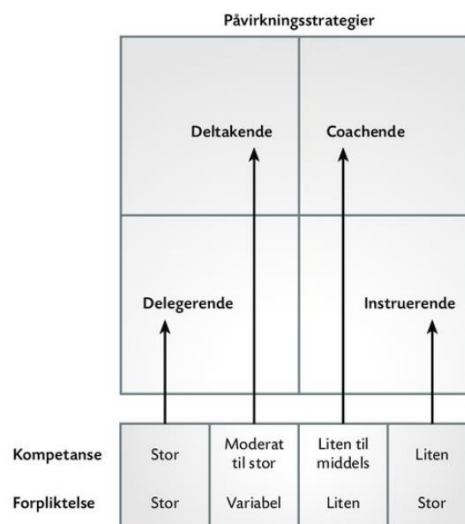 Påvirkningsstrategier
Deltakende Coachende
Delegerende Instruerende
Kompetanse Stor Moderat til stor Liten til middels Liten
Forpliktelse Stor Variabel Liten Stor